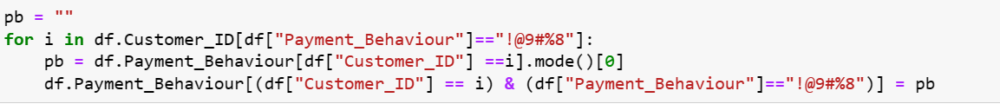 pb = ""
for i in df.Customer_ID[df["Payment_Behaviour"]=="!@9#%8"]:
    pb = df.Payment_Behaviour[df["Customer_ID"] ==i].mode()[0]
    df.Payment_Behaviour[(df["Customer_ID"] == i) & (df["Payment_Behaviour"]=="!@9#%8")] = pb